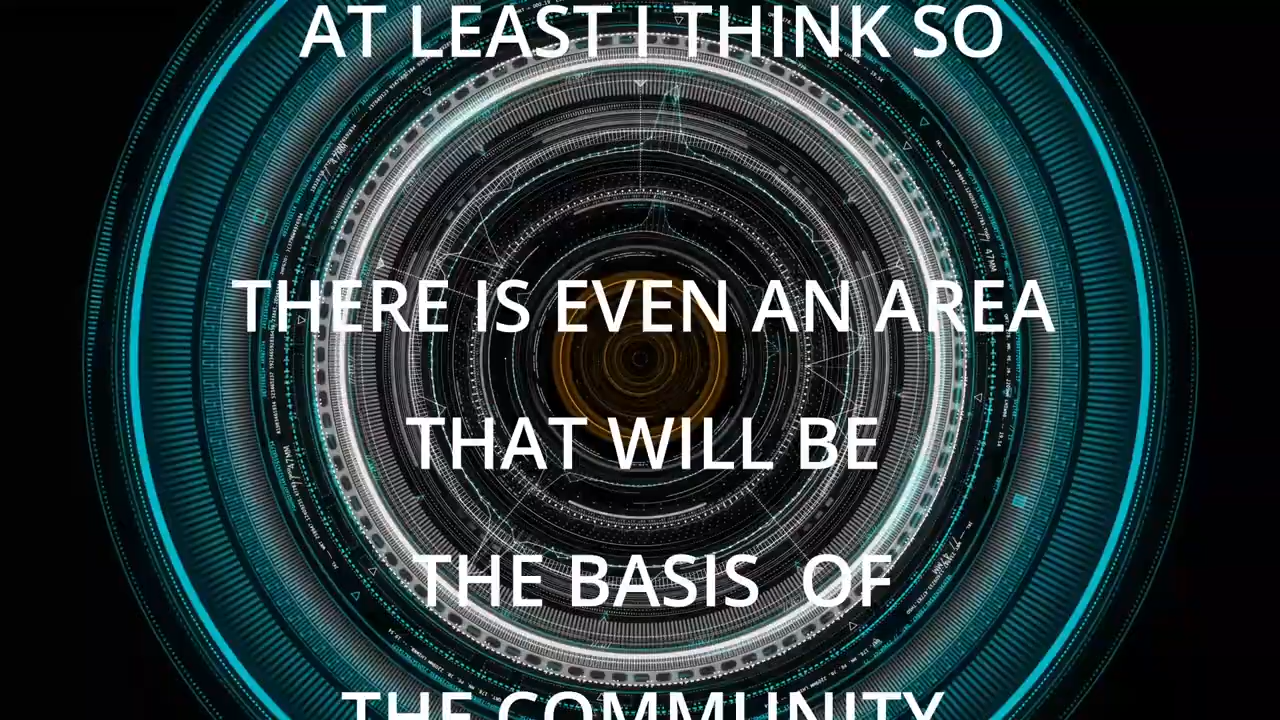 AT LEAST I THINK SO
THERE IS EVEN AN AREA
THAT WILL BE
THE BASIS  OF
THE COMMUNITY